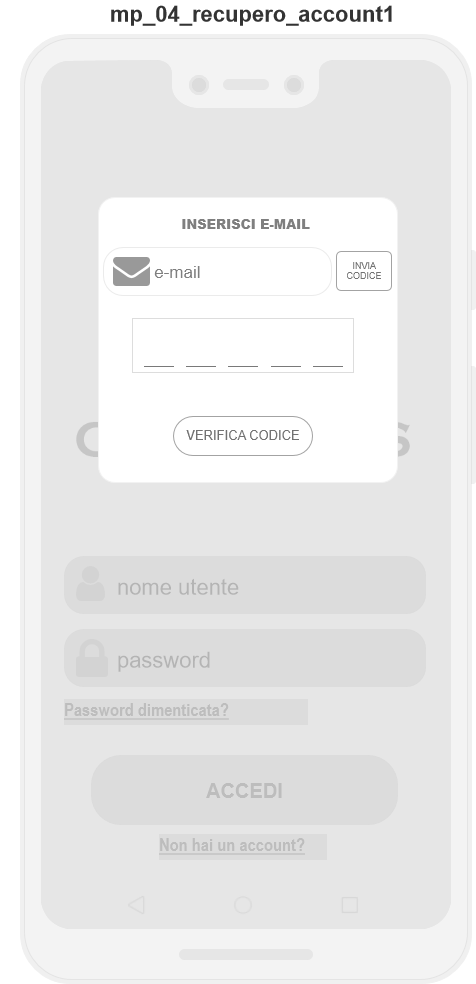 mp_04_recupero_account1
INSERISCI E-MAIL
e-mail
INVIA
CODICE
VERIFICA CODICE
nome utente
password
Password dimenticata?
ACCEDI
Non hai un account?